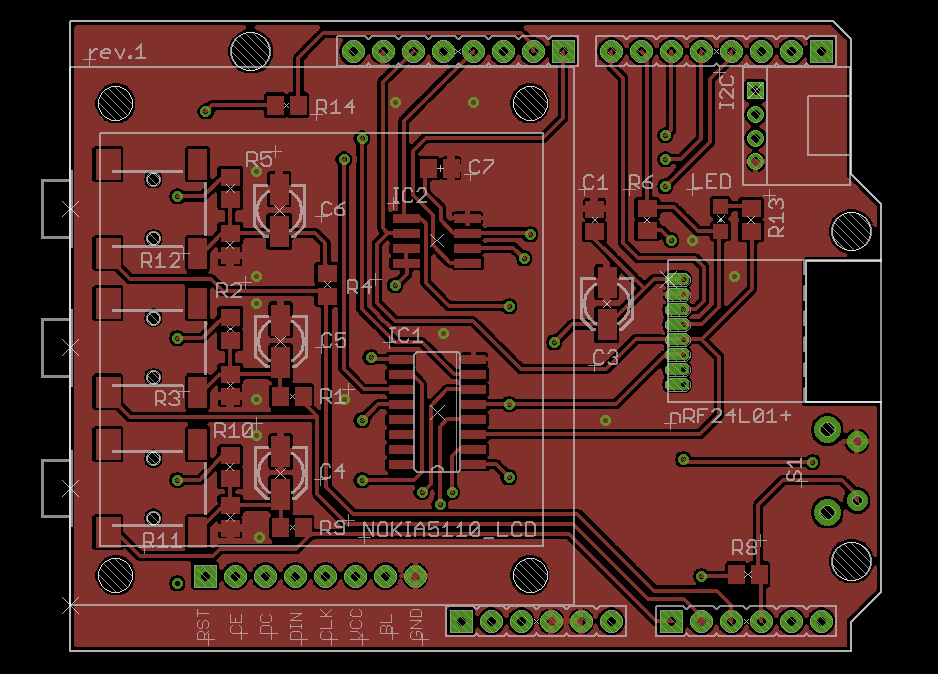 rev.1
R14
I2C
R5
C7
C1
R6
LED
IC2
C6
R13
R12
R2
R4
IC1
C5
C3
R3
R1
nRF24L01+
R10
C4
S1
R11
R9
NOKIA5110_LCD
R8
RST
CE
DC
DIN
CLK
VCC
BL
GND